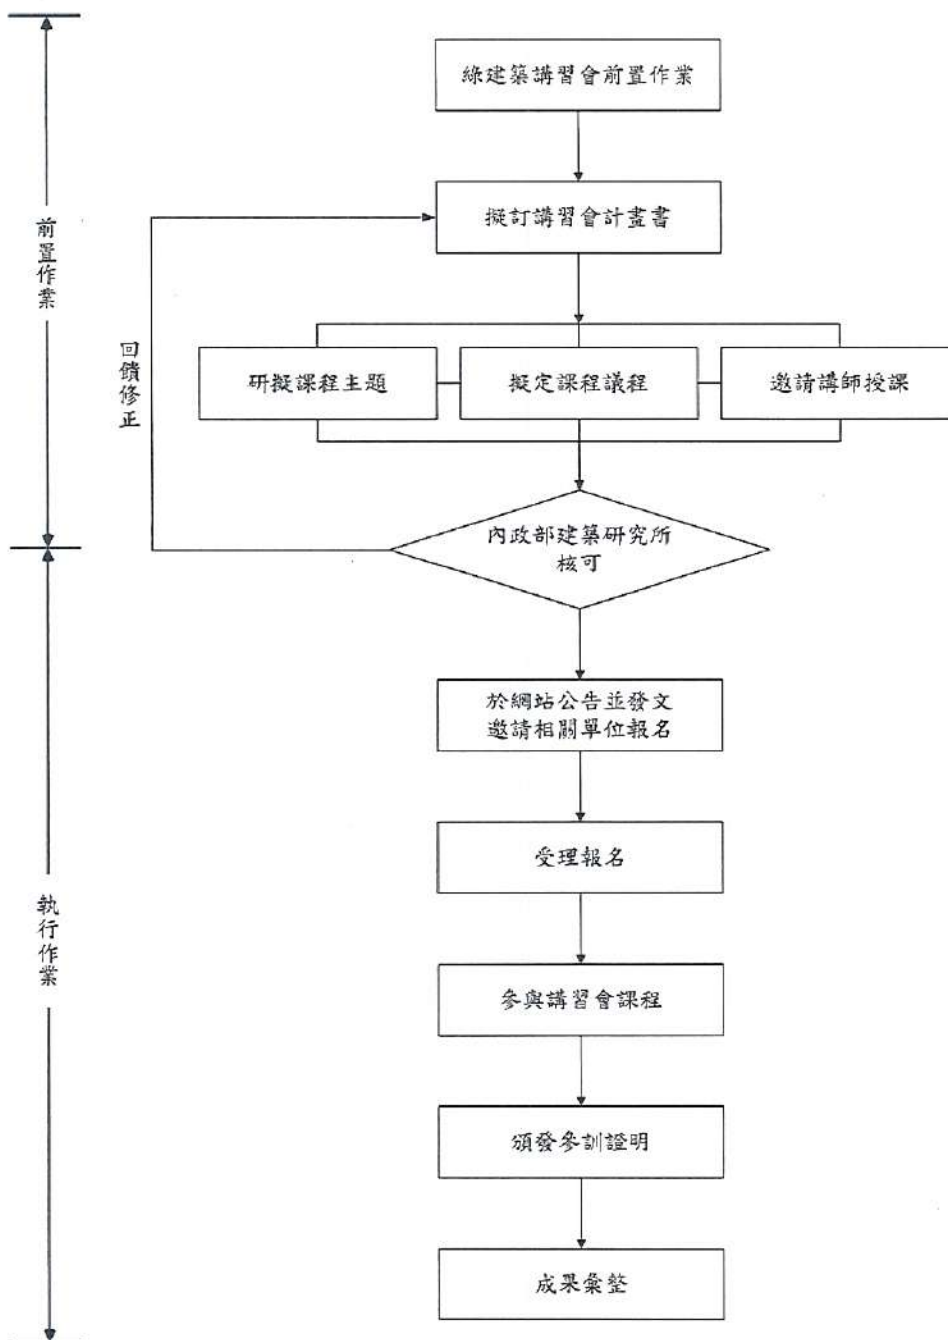 綠建築講習會前置作業
擬訂講習會計畫書
前置作業
回饋修正
研擬課程主題
擬定課程議程
邀請講師授課
內政部建築研究所
核可
於網站公告並發文
邀請相關單位報名
受理報名
執行作業
參與講習會課程
頒發參訓證明
成果彙整